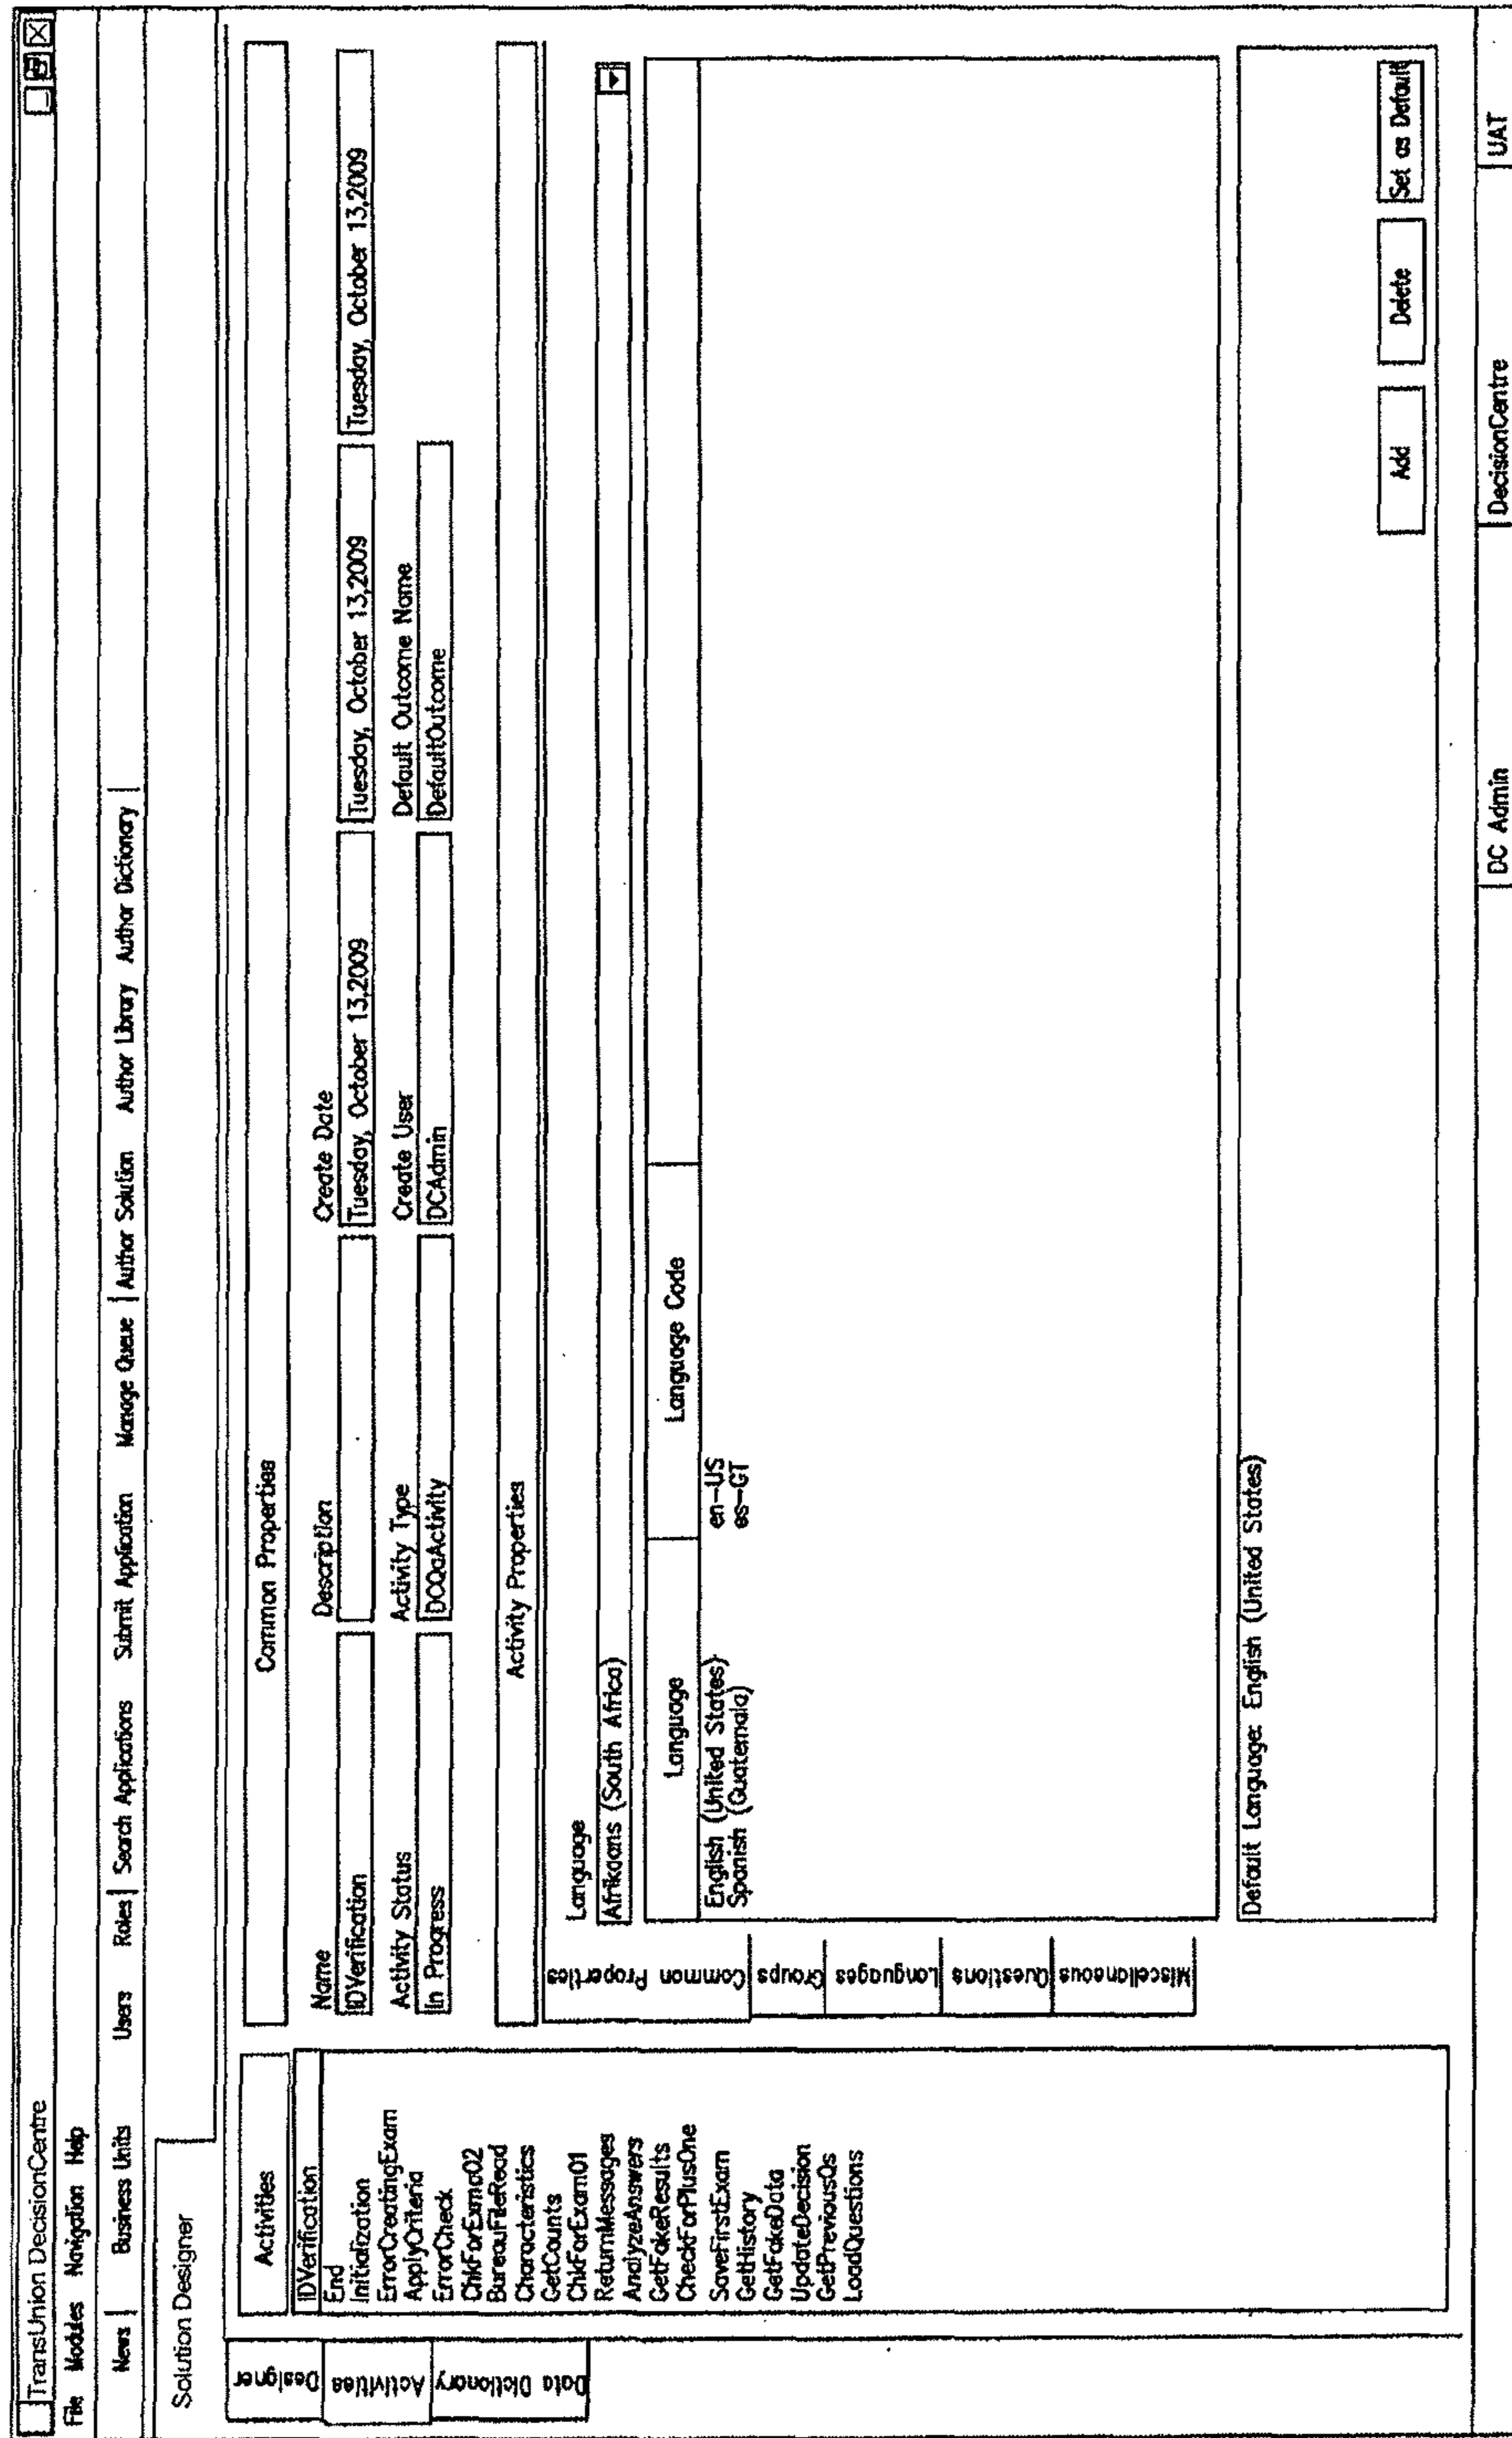 TransUnion DecisionCentre
File Modules Navigation Help
News Business Units Users Roles Search Applications Submit Application Manage Queue Author Solution Author Library Author Dictionary
Solution Designer
Designer
Activities
Data Dictionary
Activities
IDVerification
End
Initialization
ErrorCreatingExam
ApplyCriteria
ErrorCheck
ChkForExma02
BureauFileRead
Characteristics
GetCounts
ChkForExam01
ReturnMessages
AnalyzeAnswers
GetFakeResults
CheckForPlusOne
SaveFirstExam
GetHistory
GetFakeData
UpdateDecision
GetPreviousQs
LoadQuestions
Common Properties
Name Description Create Date
IDVerification Tuesday, October 13,2009 Tuesday, October 13,2009 Tuesday, October 13,2009
Activity Status Activity Type Create User Default Outcome Name
In Progress DCQaActivity DCAdmin DefaultOutcome
Activity Properties
Common Properties
Groups
Languages
Questions
Miscellaneous
Language
Afrikaans (South Africa)
Language Language Code
English (United States) en-US
Spanish (Guatemala) es-GT
Default Language: English (United States)
Add Delete Set as Default
DC Admin DecisionCentre UAT